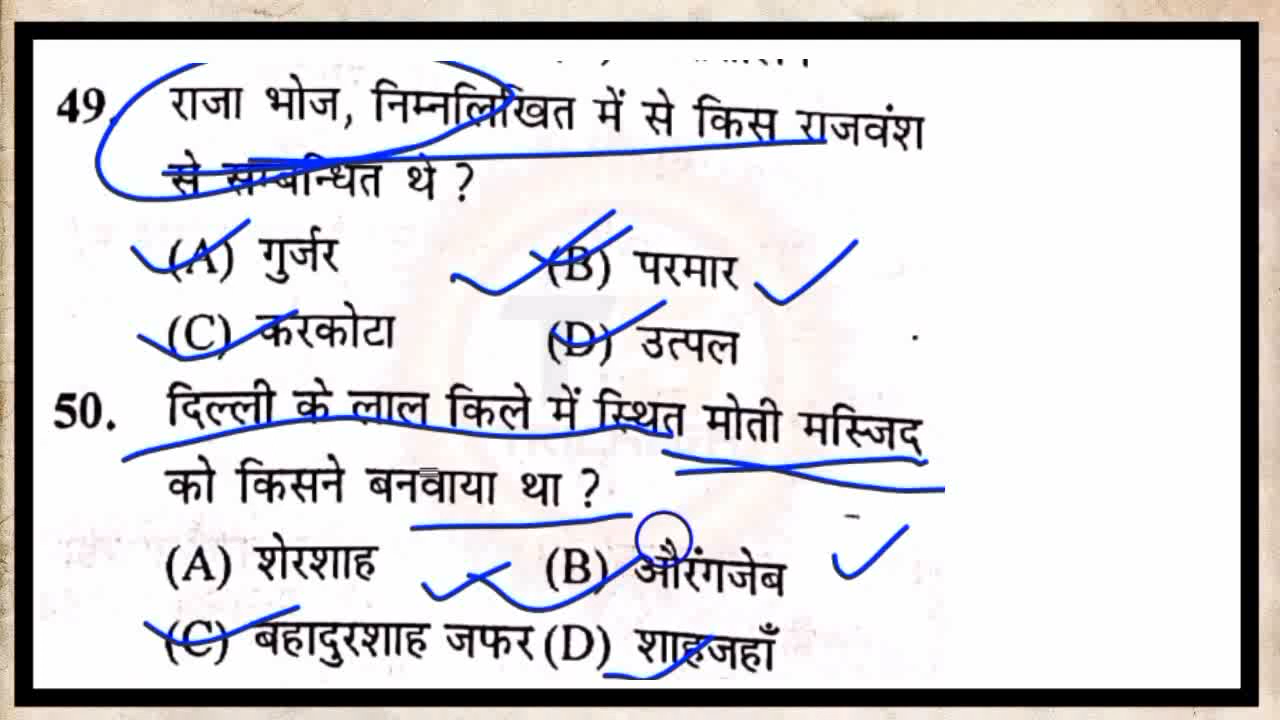 49. राजा भोज, निम्नलिखित में से किस राजवंश
से सम्बन्धित थे ?
(A) गुर्जर (B) परमार
(C) करकोटा (D) उत्पल
50. दिल्ली के लाल किले में स्थित मोती मस्जिद
को किसने बनवाया था ?
(A) शेरशाह (B) औरंगजेब
(C) बहादुरशाह जफर (D) शाहजहाँ